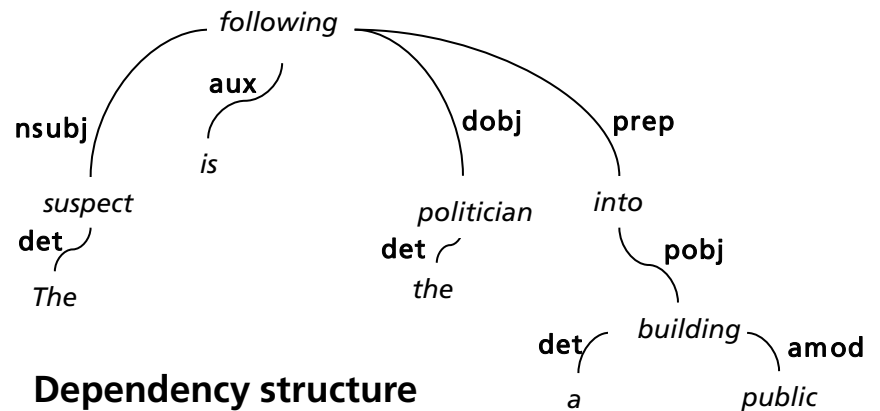 following
aux
nsubj
dobj
prep
is
suspect
politician
into
det
det
pobj
The
the
building
det
amod
Dependency structure
a
public